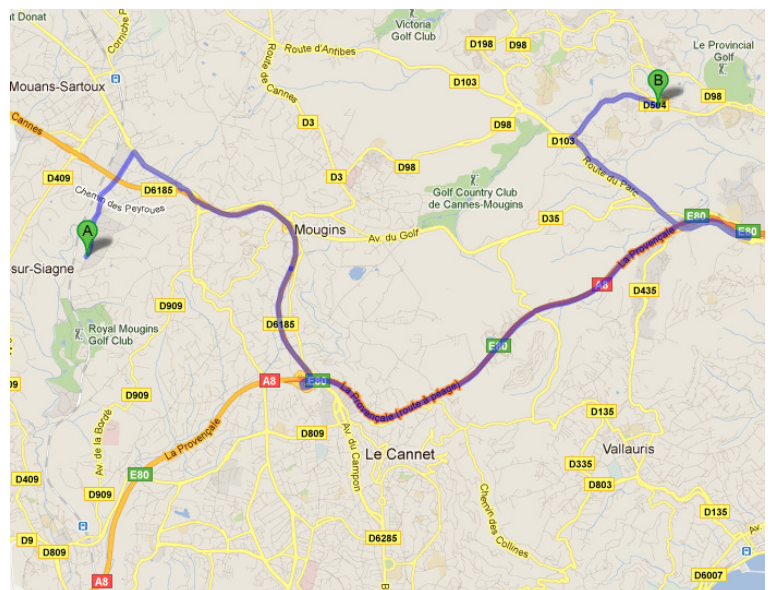 nt Donat
Corniche P
Victoria
Golf Club
Route d'Antibes
D198
D98
Le Provincial
Golf
Route de Cannes
D103
B
Mouans-Sartoux
D504
D98
Cannes
D3
D98
D103
D409
D6185
D3
Golf Country Club
de Cannes-Mougins
Route du Parc
Chemin des Peyroues
A
Mougins
Av. du Golf
D35
E80
E80
sur-Siagne
La Provençale
A8
D435
D909
Royal Mougins
Golf Club
D6185
E80
09
D909
A8
E80
La Provençale (route à péage)
Av. de la Borde
La Provençale
D809
Av. du Campon
D135
Le Cannet
Vallauris
D409
E80
D335
D803
D909
Chemin des Collines
D135
D9
D809
D6285
Av.
A8
D6007